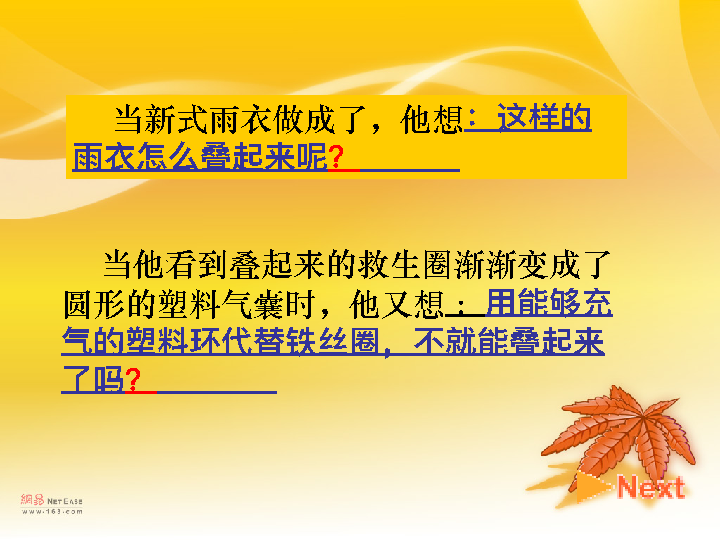 当新式雨衣做成了，他想：这样的
雨衣怎么叠起来呢？
当他看到叠起来的救生圈渐渐变成了
圆形的塑料气囊时，他又想：用能够充
气的塑料环代替铁丝圈，不就能叠起来
了吗？
Next
網易 NETEASE
www.163.com